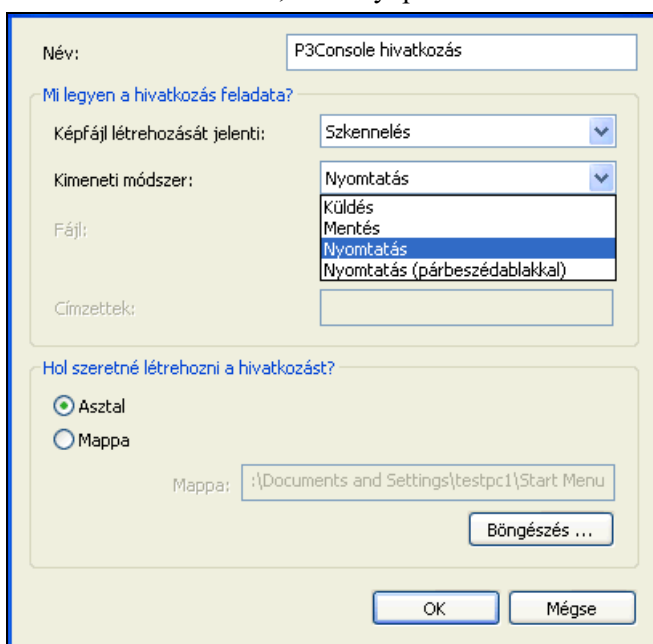 Név: P3Console hivatkozás
Mi legyen a hivatkozás feladata?
Képfájl létrehozását jelenti: Szkennelés
Kimeneti módszer: Nyomtatás
Küldés
Mentés
Fájl:
Nyomtatás
Nyomtatás (párbeszédablakkal)
Címzettek:
Hol szeretné létrehozni a hivatkozást?
Asztal
Mappa
Mappa: :\Documents and Settings\testpc1\Start Menu
Böngészés ...
OK Mégse